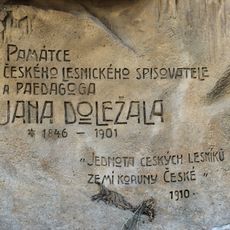 PAMÁTCE
ČESKÉHO LESNICKÉHO SPISOVATELE
A PAEDAGOGA
JANA DOLEŽALA
* 1846 - 1901
„JEDNOTA ČESKÝCH LESNÍKŮ
ZEMÍ KORUNY ČESKÉ"
1910.